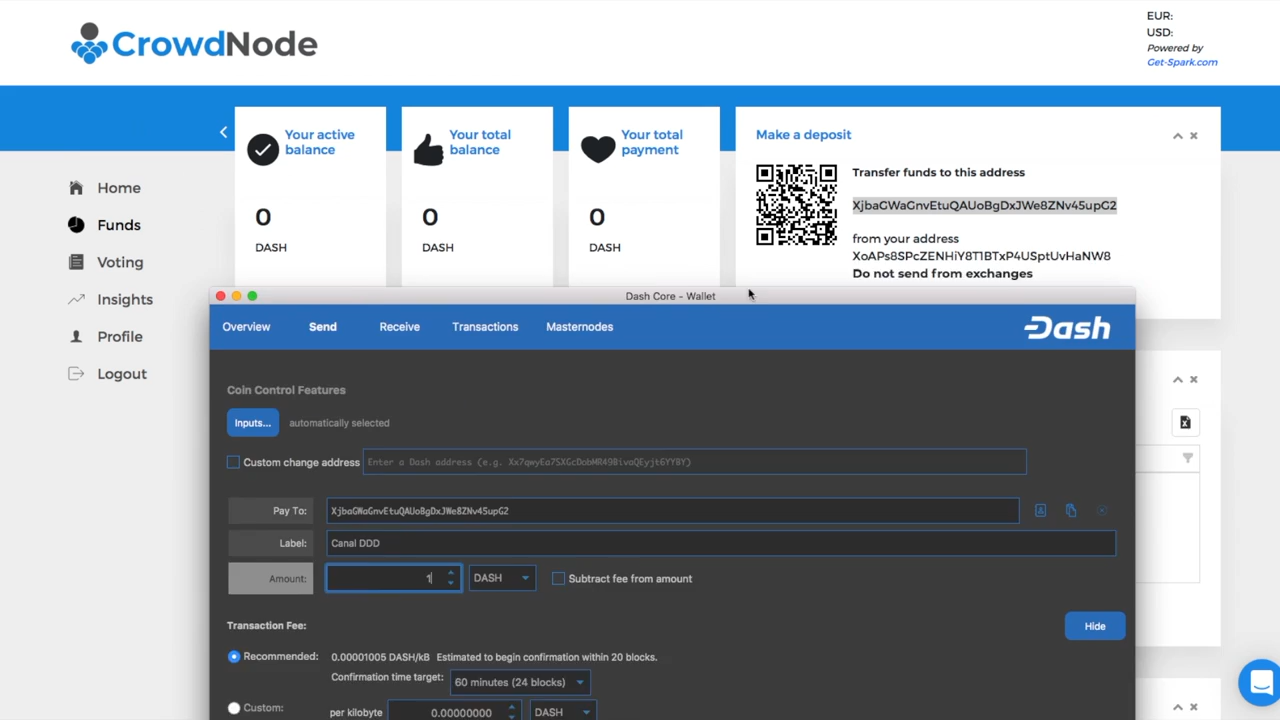 CrowdNode
EUR:
USD:
Powered by
Get-Spark.com
Your active
balance
0
DASH
Your total
balance
0
DASH
Your total
payment
0
DASH
Make a deposit
Transfer funds to this address
XjbaGWaGnvEtuQAUoBgDxJWe8ZNv45upG2
from your address
XoAPs8SPcZENHiY8T1BTxP4USptUvHaNW8
Do not send from exchanges
Home
Funds
Voting
Insights
Profile
Logout
Dash Core - Wallet
Overview
Send
Receive
Transactions
Masternodes
Dash
Coin Control Features
Inputs...
automatically selected
Custom change address
Enter a Dash address (e.g. Xx7qwyEa7SXGcDobMR49BivaQEyjt6YY8Y)
Pay To:
XjbaGWaGnvEtuQAUoBgDxJWe8ZNv45upG2
Label:
Canal DDD
Amount:
1
DASH
Subtract fee from amount
Transaction Fee:
Hide
Recommended:
0.00001005 DASH/kB Estimated to begin confirmation within 20 blocks.
Confirmation time target:
60 minutes (24 blocks)
Custom:
per kilobyte
0.00000000
DASH